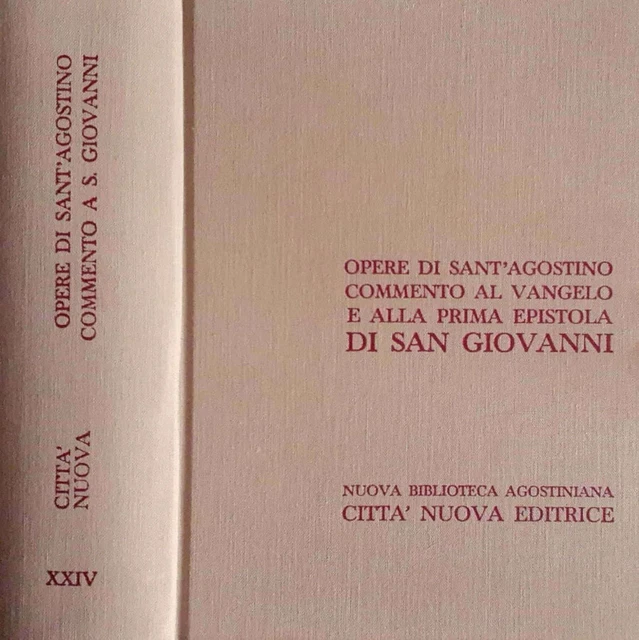 OPERE DI SANT'AGOSTINO
COMMENTO A S. GIOVANNI
CITTA'
NUOVA
XXIV
OPERE DI SANT'AGOSTINO
COMMENTO AL VANGELO
E ALLA PRIMA EPISTOLA
DI SAN GIOVANNI
NUOVA BIBLIOTECA AGOSTINIANA
CITTA' NUOVA EDITRICE